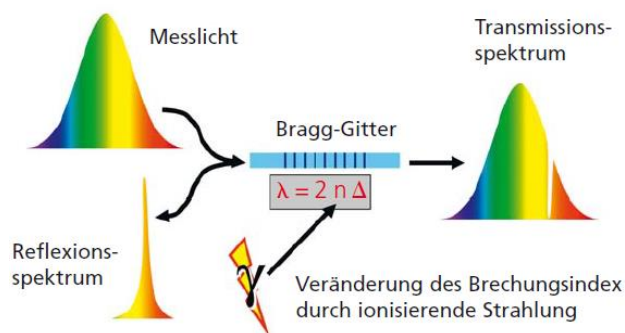 Messlicht
Transmissions-
spektrum
Bragg-Gitter
λ = 2 n Δ
Reflexions-
spektrum
γ
Veränderung des Brechungsindex
durch ionisierende Strahlung